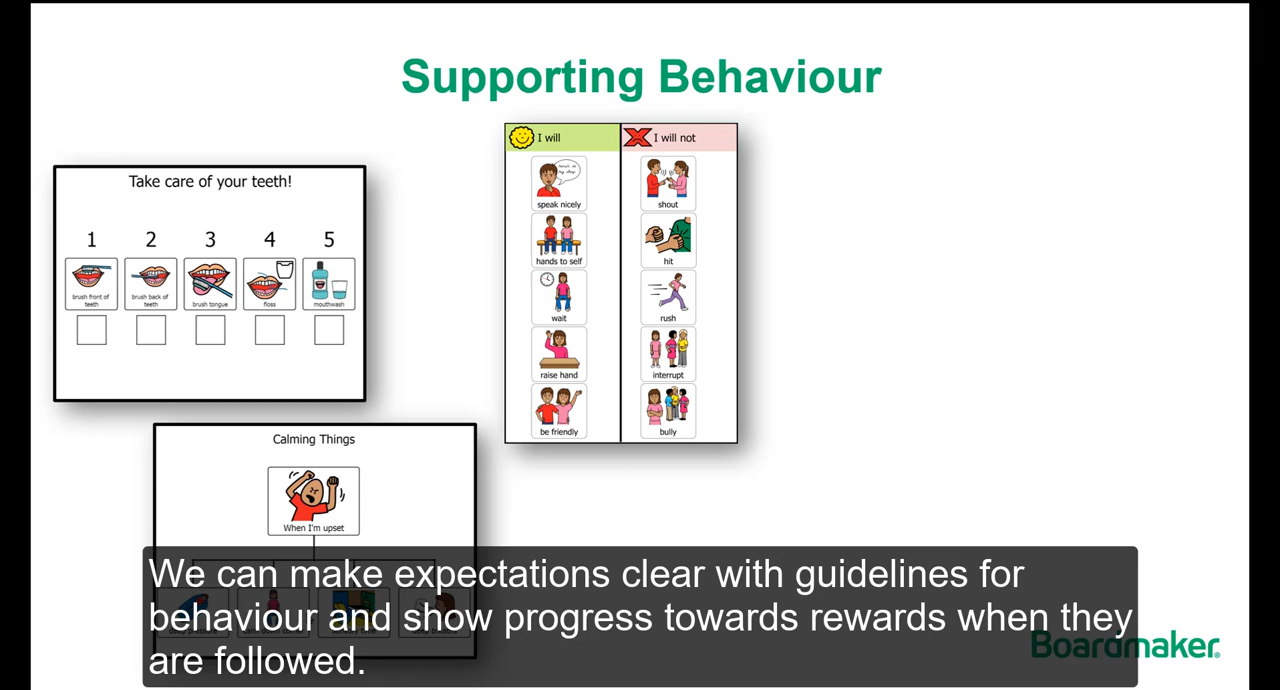 Supporting Behaviour
Take care of your teeth!
1 2 3 4 5
brush front of
teeth
brush back of
teeth
brush tongue
floss
mouthwash
I will
I will not
speak nicely
shout
hands to self
hit
wait
rush
raise hand
interrupt
be friendly
bully
Calming Things
When I'm upset
We can make expectations clear with guidelines for
behaviour and show progress towards rewards when they
are followed.
Boardmaker